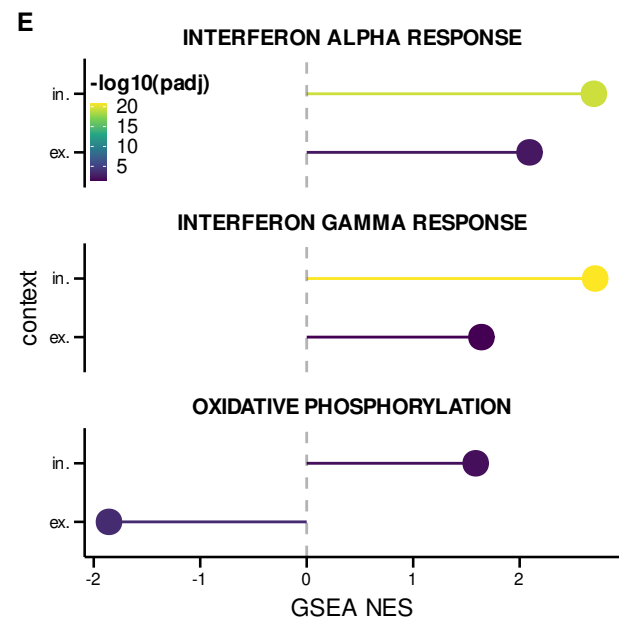 E
INTERFERON ALPHA RESPONSE
-log10(padj)
20
15
10
5
in.
ex.
INTERFERON GAMMA RESPONSE
context
in.
ex.
OXIDATIVE PHOSPHORYLATION
in.
ex.
-2 -1 0 1 2
GSEA NES